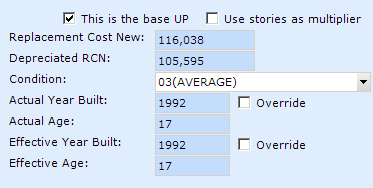 This is the base UP Use stories as multiplier
Replacement Cost New: 116,038
Depreciated RCN: 105,595
Condition: 03(AVERAGE)
Actual Year Built: 1992 Override
Actual Age: 17
Effective Year Built: 1992 Override
Effective Age: 17